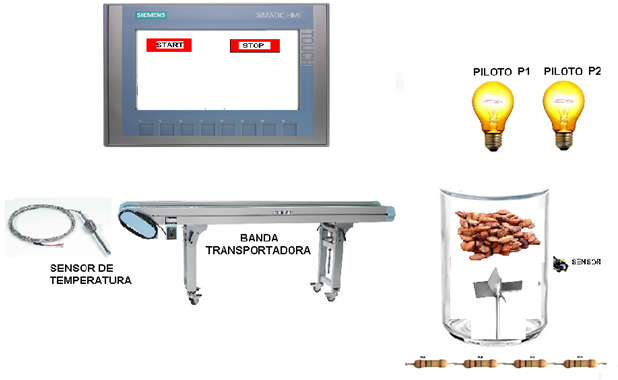 SIEMENS
SIMATIC HMI
TOUCH
START
STOP
PILOTO P1
PILOTO P2
SENSOR DE
TEMPERATURA
BANDA
TRANSPORTADORA
SENSOR